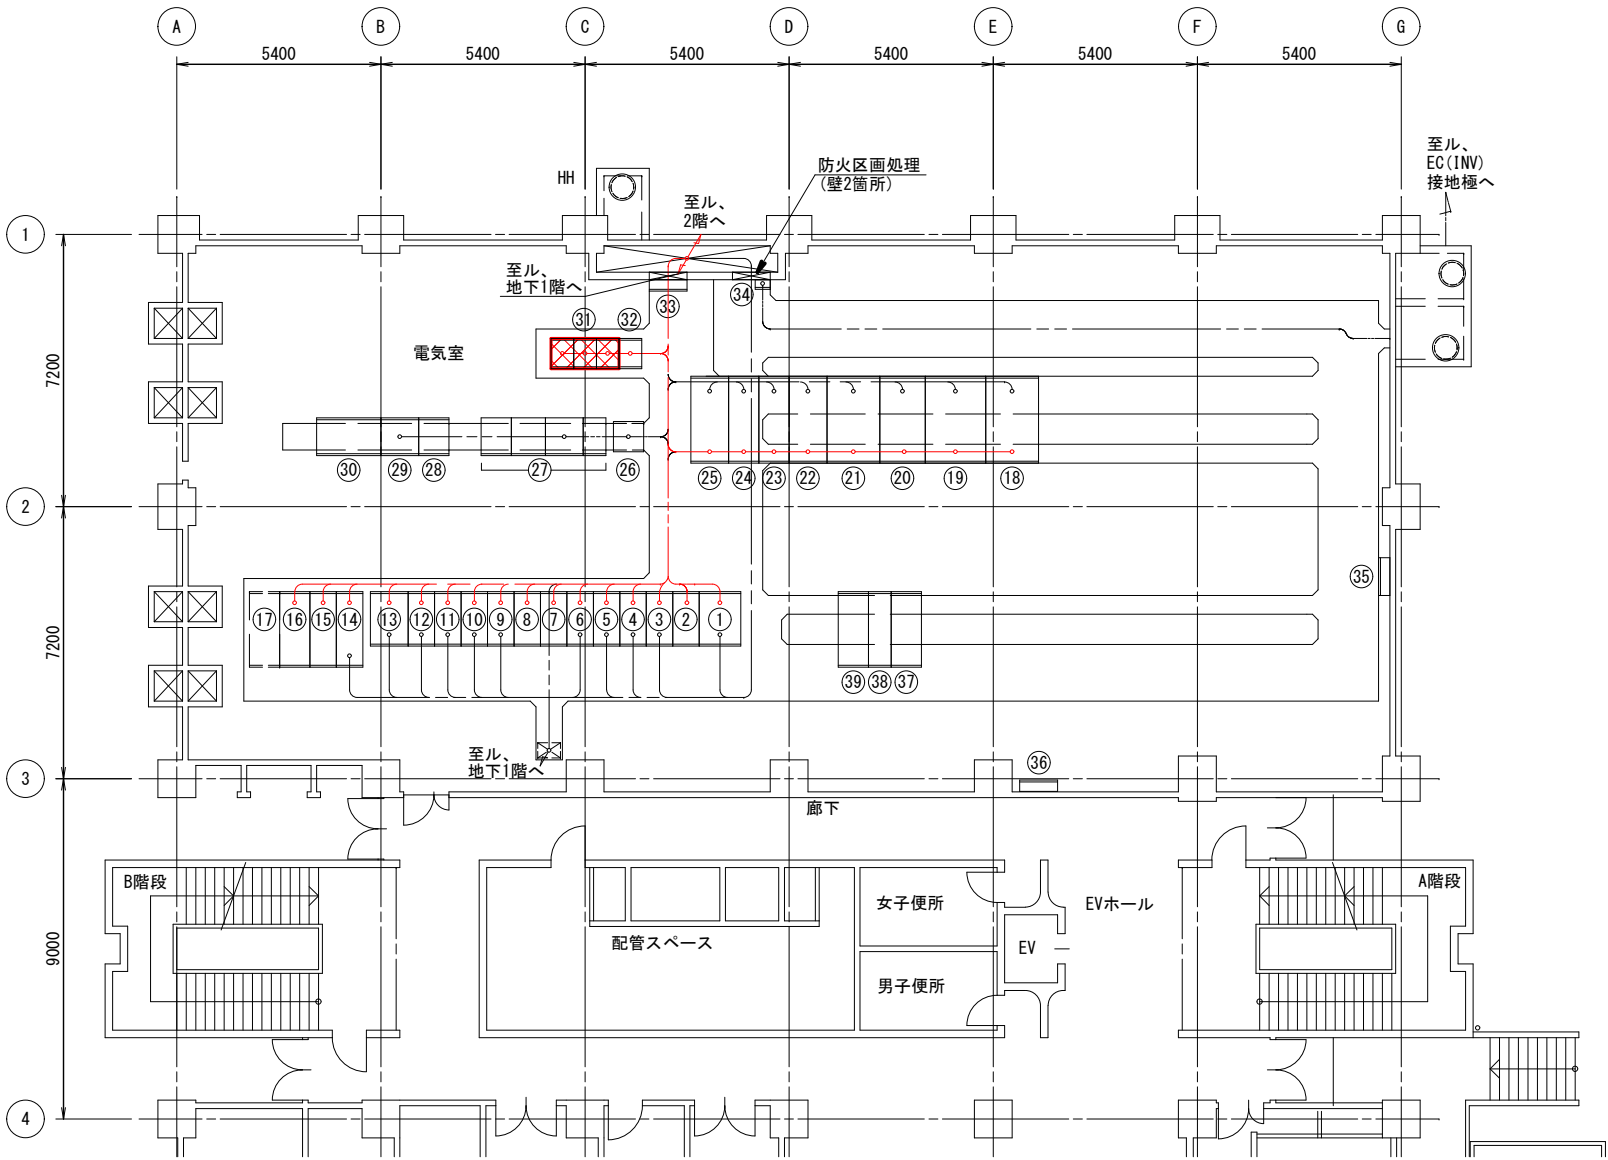 A B C D E F G
5400 5400 5400 5400 5400 5400
至ル、
EC(INV)
接地極へ
防火区画処理
(壁2箇所)
HH
至ル、
2階へ
1
至ル、
地下1階へ
34
33
31 32
電気室
7200
30 29 28 27 26 25 24 23 22 21 20 19 18
2
35
17 16 15 14 13 12 11 10 9 8 7 6 5 4 3 2 1
7200
39 38 37
至ル、
地下1階へ
36
3
廊下
B階段
A階段
女子便所
EVホール
配管スペース
EV
9000
男子便所
4